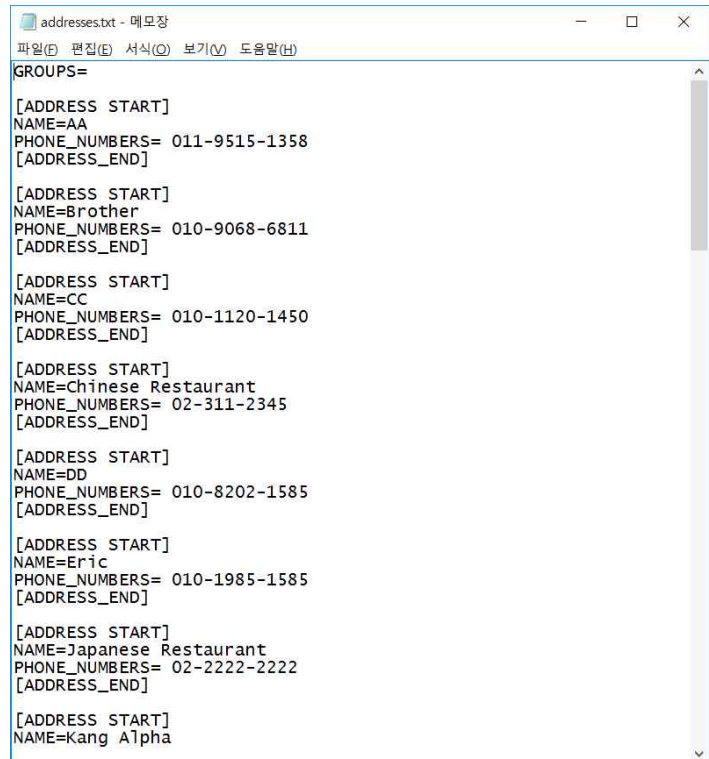 addresses.txt - 메모장
파일(F) 편집(E) 서식(O) 보기(V) 도움말(H)
GROUPS=
[ADDRESS START]
NAME=AA
PHONE_NUMBERS= 011-9515-1358
[ADDRESS_END]
[ADDRESS START]
NAME=Brother
PHONE_NUMBERS= 010-9068-6811
[ADDRESS_END]
[ADDRESS START]
NAME=CC
PHONE_NUMBERS= 010-1120-1450
[ADDRESS_END]
[ADDRESS START]
NAME=Chinese Restaurant
PHONE_NUMBERS= 02-311-2345
[ADDRESS_END]
[ADDRESS START]
NAME=DD
PHONE_NUMBERS= 010-8202-1585
[ADDRESS_END]
[ADDRESS START]
NAME=Eric
PHONE_NUMBERS= 010-1985-1585
[ADDRESS_END]
[ADDRESS START]
NAME=Japanese Restaurant
PHONE_NUMBERS= 02-2222-2222
[ADDRESS_END]
[ADDRESS START]
NAME=Kang Alpha